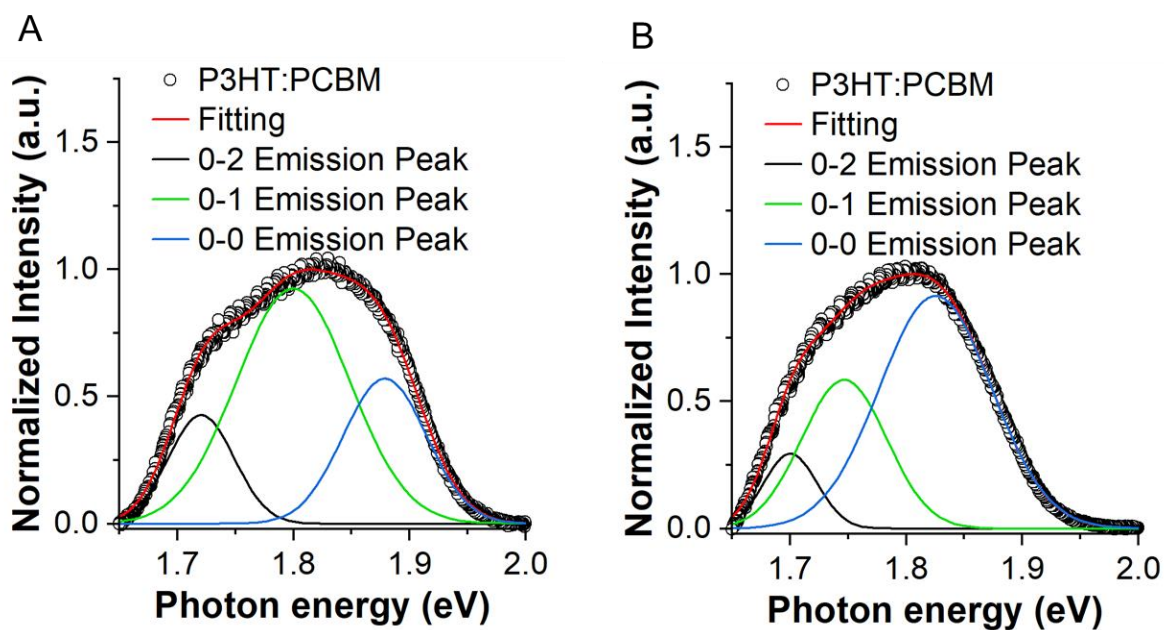 A
P3HT:PCBM
Fitting
0-2 Emission Peak
0-1 Emission Peak
0-0 Emission Peak
Normalized Intensity (a.u.)
1.5
1.0
0.5
0.0
1.7 1.8 1.9 2.0
Photon energy (eV)
B
P3HT:PCBM
Fitting
0-2 Emission Peak
0-1 Emission Peak
0-0 Emission Peak
Normalized Intensity (a.u.)
1.5
1.0
0.5
0.0
1.7 1.8 1.9 2.0
Photon energy (eV)